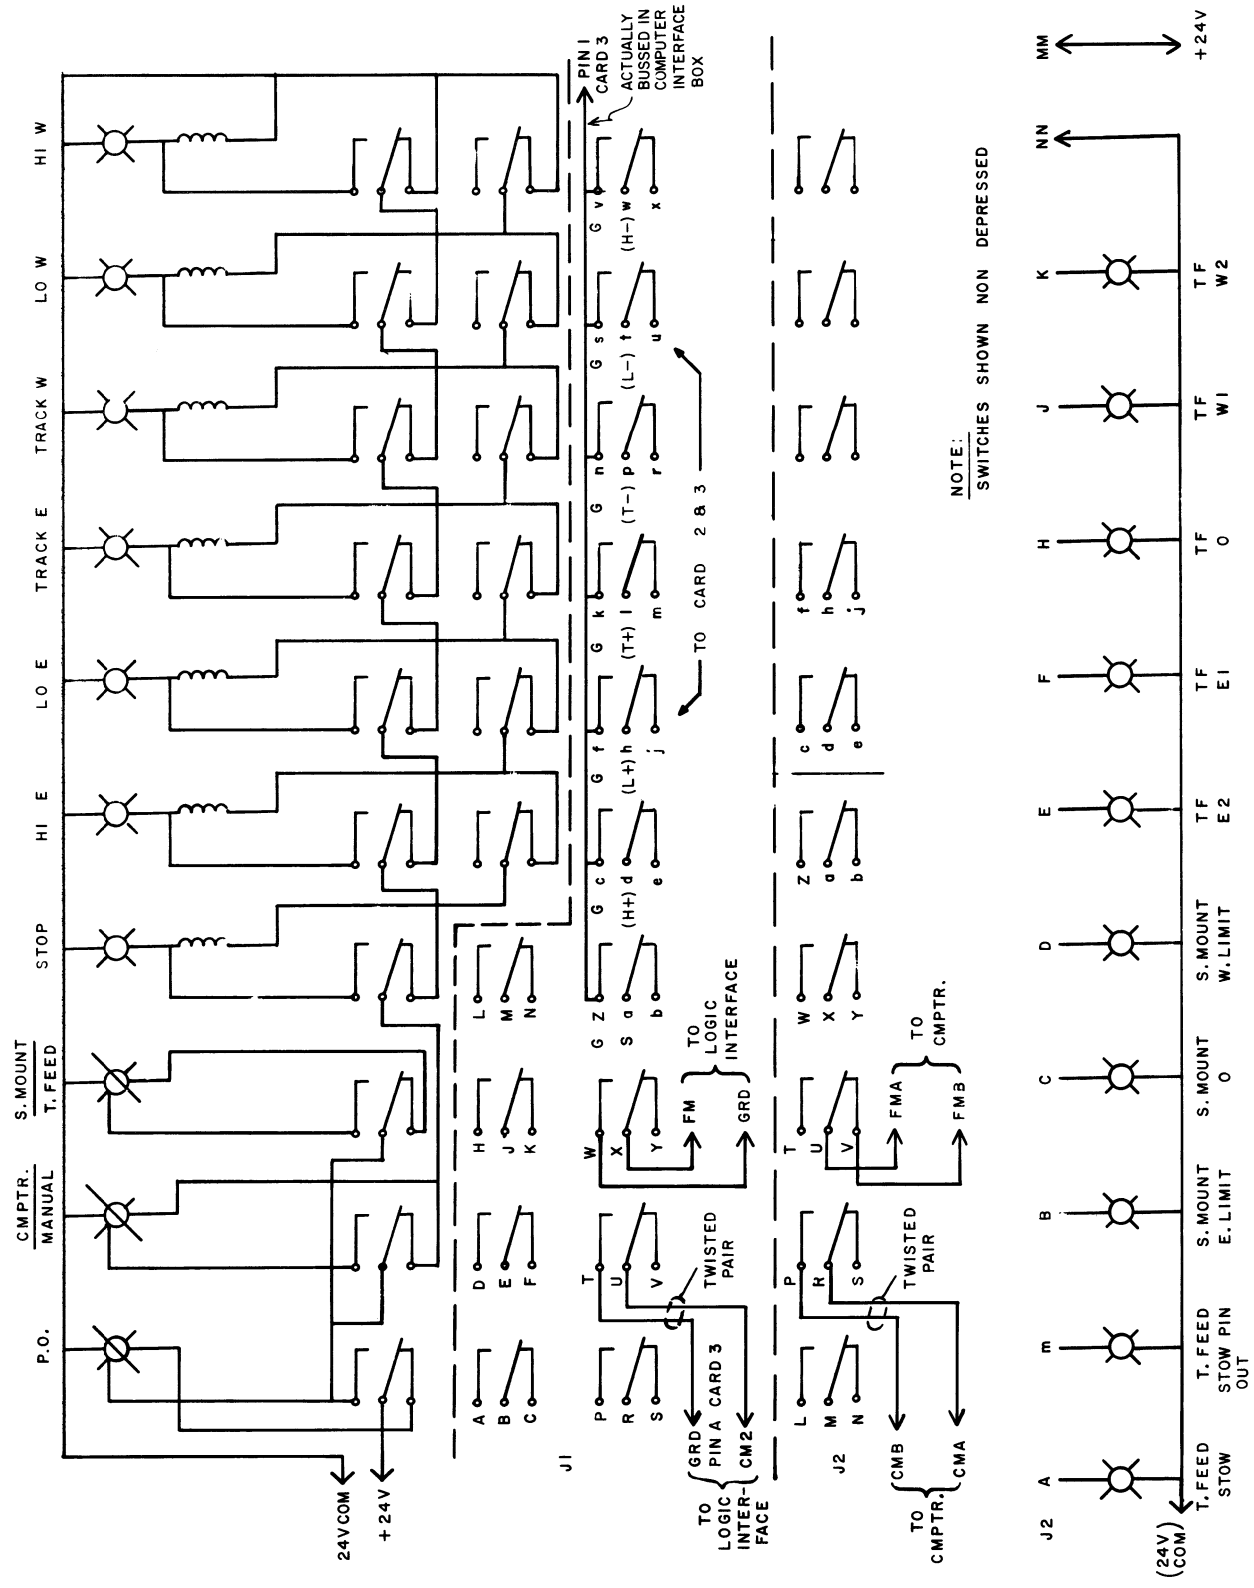 P.O.
CMPTR.
MANUAL
S. MOUNT
T. FEED
STOP
HI E
LO E
TRACK E
TRACK W
LO W
HI W
24VCOM
+24V
J1
A
B
C
D
E
F
H
J
K
L
M
N
PIN 1
CARD 3
ACTUALLY
BUSSED IN
COMPUTER
INTERFACE
BOX
P
R
S
T
U
V
W
X
Y
G Z
S a
b
G c
(H+) d
e
G f
(L+) h
j
G k
(T+) l
m
G n
(T-) p
r
G s
(L-) t
u
G v
(H-) w
x
TO CARD 2 & 3
TWISTED
PAIR
GRD
PIN A CARD 3
CM2
TO
LOGIC
INTER-
FACE
FM
GRD
TO
LOGIC
INTERFACE
J2
L
M
N
P
R
S
T
U
V
W
X
Y
Z
a
b
c
d
e
f
h
j
TWISTED
PAIR
CMB
CMA
TO
CMPTR.
FMA
FMB
TO
CMPTR.
NOTE:
SWITCHES SHOWN NON DEPRESSED
J2
A
m
B
C
D
E
F
H
J
K
NN
MM
(24V
COM)
T. FEED
STOW
T. FEED
STOW PIN
OUT
S. MOUNT
E. LIMIT
S. MOUNT
O
S. MOUNT
W. LIMIT
TF
E2
TF
E1
TF
O
TF
W1
TF
W2
+24V